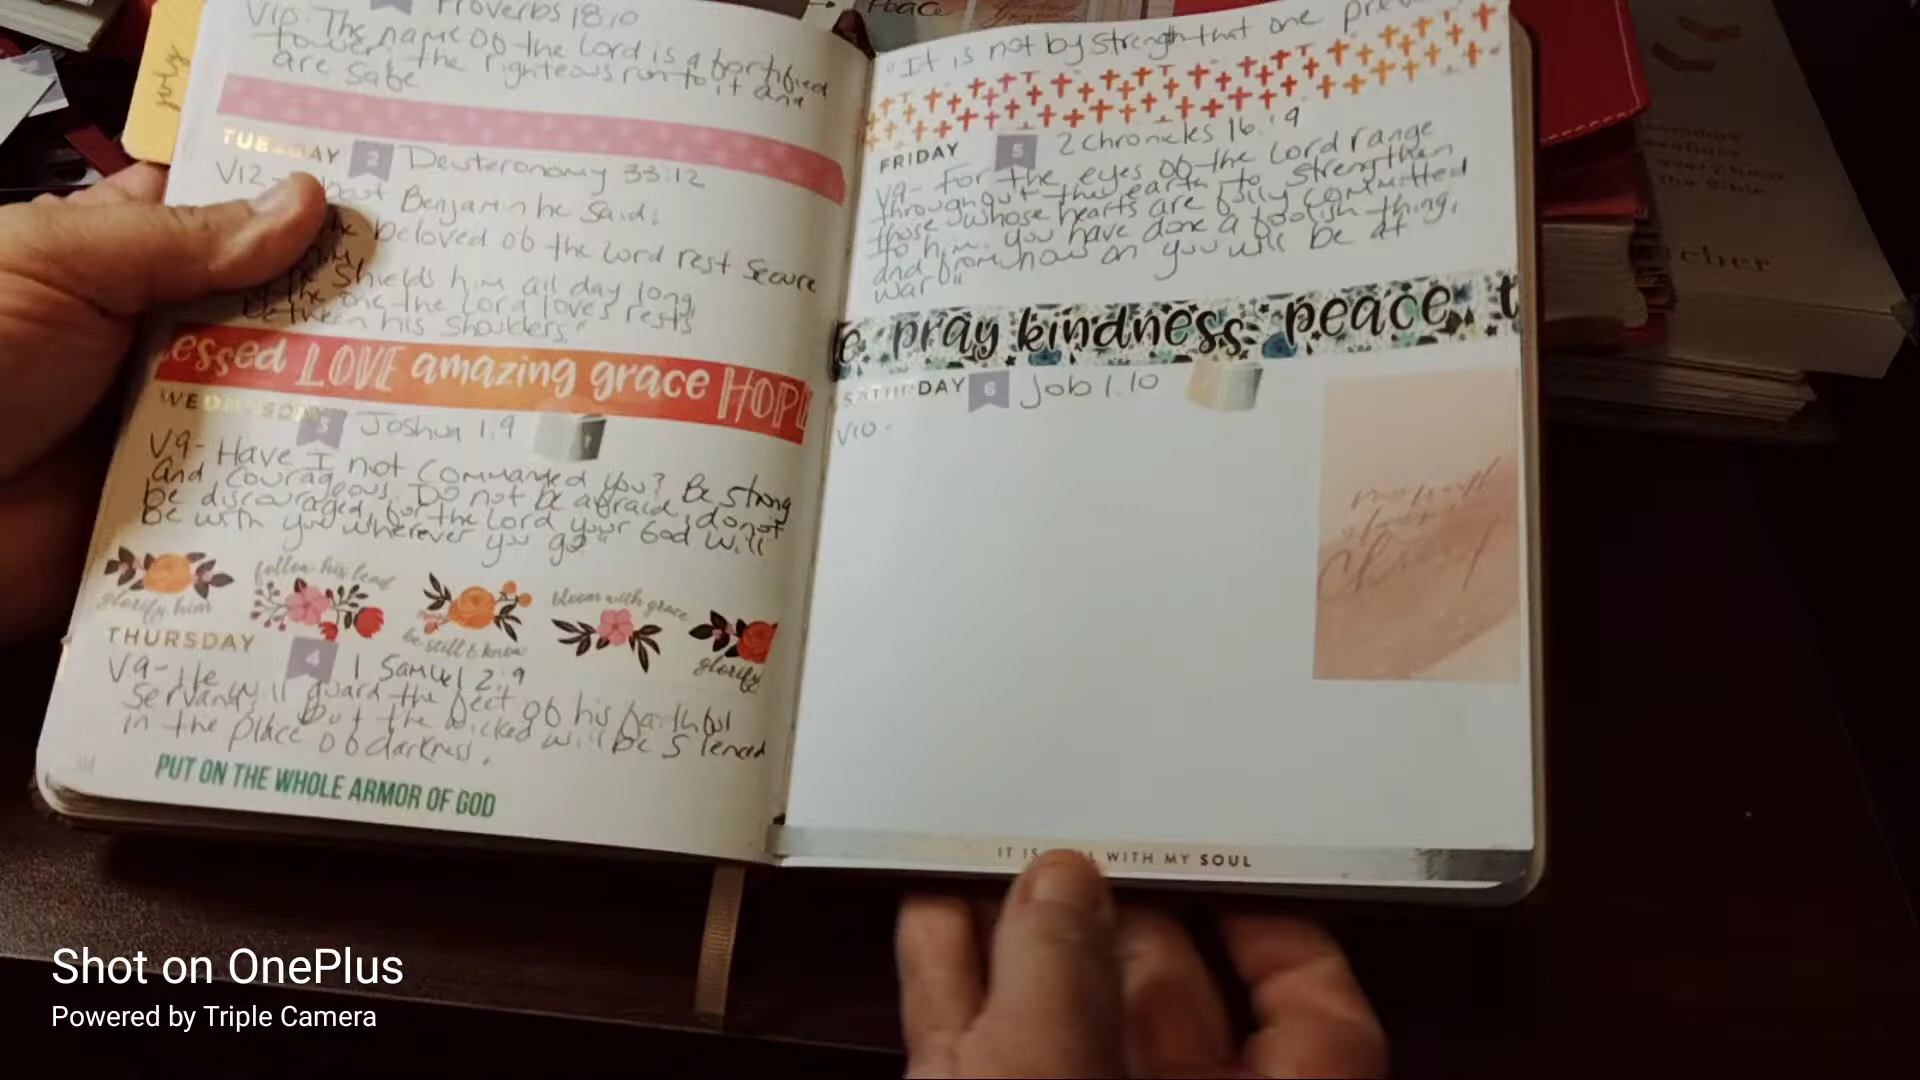 Proverbs 18:10
V10- The name of the Lord is a fortified
tower; the righteous run to it and
are safe
TUESDAY 2 Deuteronomy 33:12
V12- about Benjamin he said:
beloved of the Lord rest secure
him
he shields him all day long
the one the Lord loves rests
between his shoulders."
essed LOVE amazing grace HOPE
WEDNESDAY 3 Joshua 1.9
V9- Have I not commanded you? Be strong
and courageous. Do not be afraid; do not
be discouraged, for the Lord your God will
be with you wherever you go"
glorify him
follow his lead
be still & know
bloom with grace
glorify
THURSDAY 4 1 Samuel 2:9
V9- He
will guard the feet of his faithful
Servants, but the wicked will be silenced
in the place of darkness.
PUT ON THE WHOLE ARMOR OF GOD
peace
"It is not by strength that one
FRIDAY 5 2 Chronicles 16:9
V9- For the eyes of the Lord range
throughout the earth to strengthen
those whose hearts are fully committed
to him. you have done a foolish thing,
and from now on you will be at
war"
e pray kindness peace t
SATURDAY 6 Job 1.10
V10-
Christ
IT IS WITH MY SOUL
July
Shot on OnePlus
Powered by Triple Camera